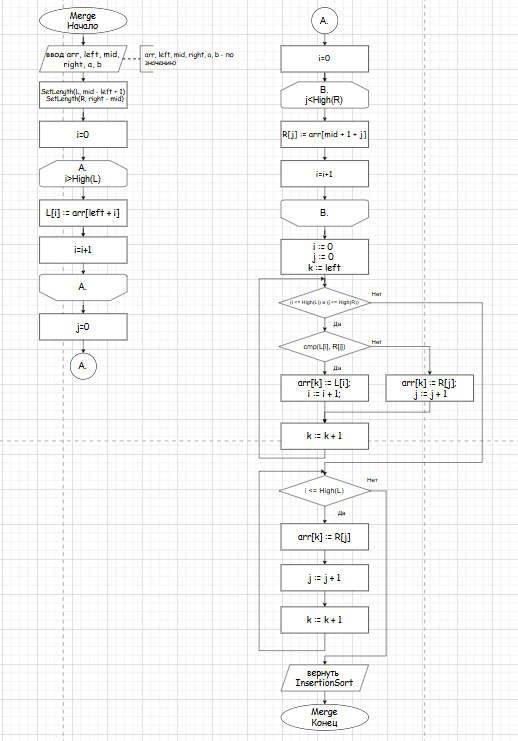 Merge
Начало
ввод arr, left, mid,
right, a, b
arr, left, mid, right, a, b - по
значению
SetLength(L, mid - left + 1)
SetLength(R, right - mid)
i=0
A.
i>High(L)
L[i] := arr[left + i]
i=i+1
A.
j=0
A.
A.
i=0
B.
j<High(R)
R[j] := arr[mid + 1 + j]
i=i+1
B.
i := 0
j := 0
k := left
(i <= High(L)) и (j <= High(R))
Нет
Да
cmp(L[i], R[j])
Нет
Да
arr[k] := L[i];
i := i + 1;
arr[k] := R[j];
j := j + 1
k := k + 1
i <= High(L)
Нет
Да
arr[k] := R[j]
j := j + 1
k := k + 1
вернуть
InsertionSort
Merge
Конец